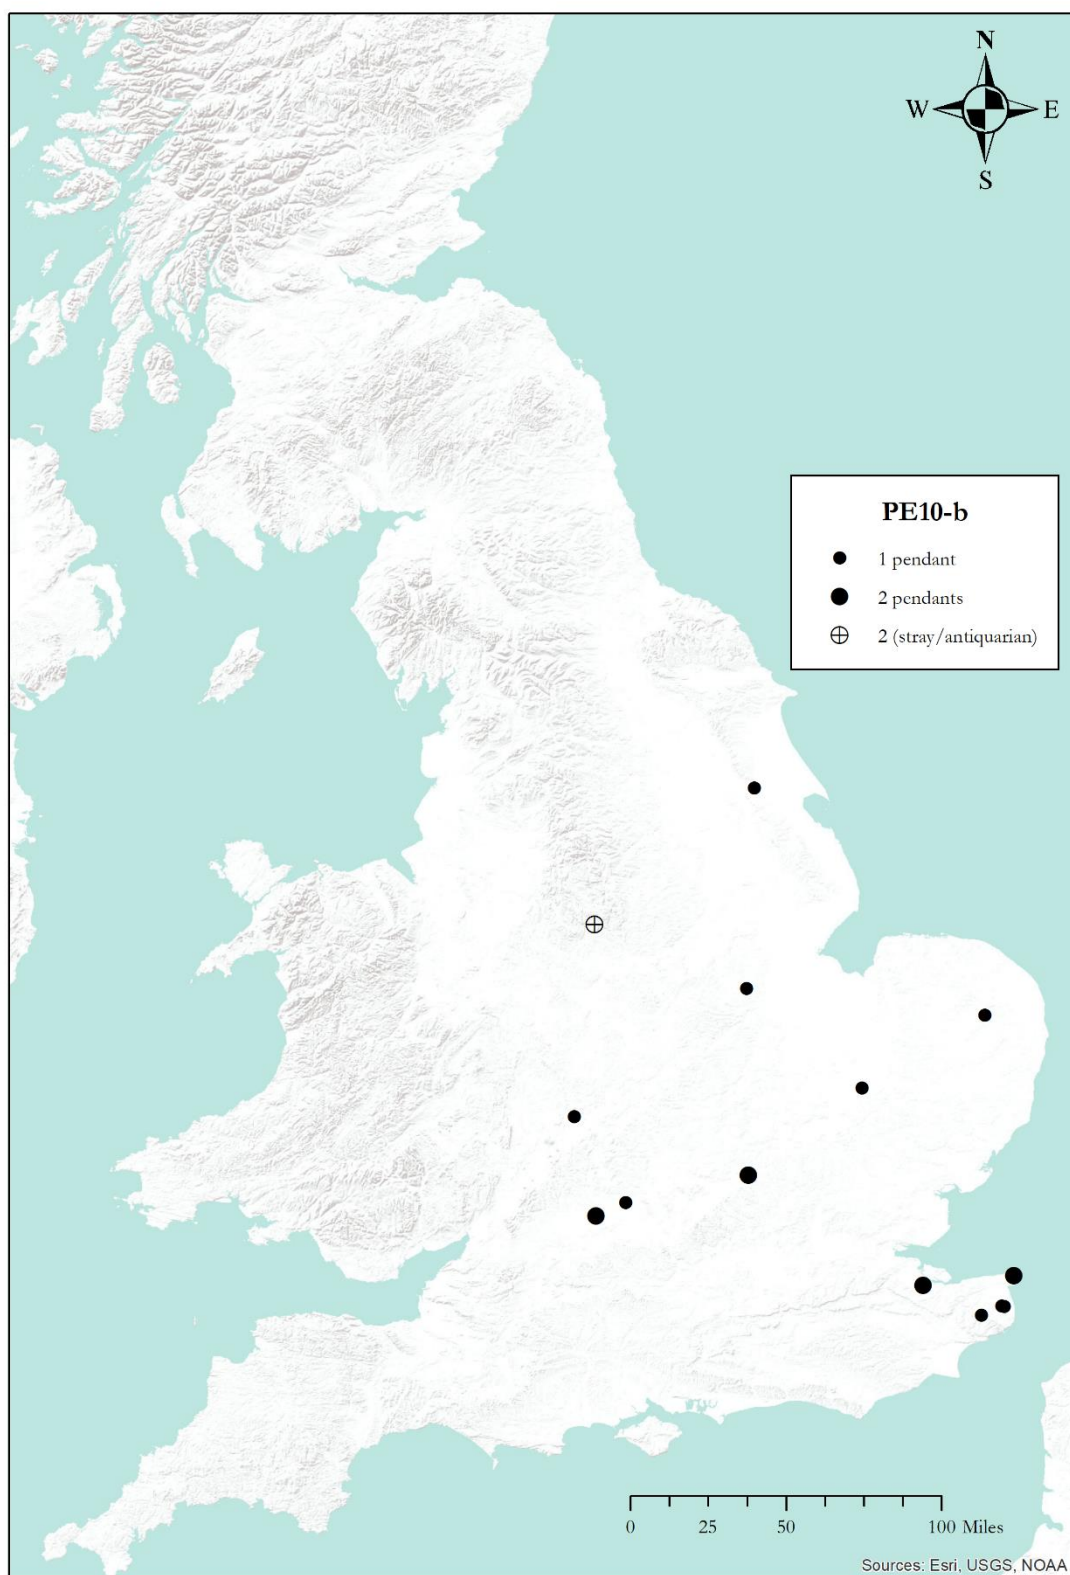 N
W E
S
PE10-b
1 pendant
2 pendants
2 (stray/antiquarian)
0 25 50 100 Miles
Sources: Esri, USGS, NOAA